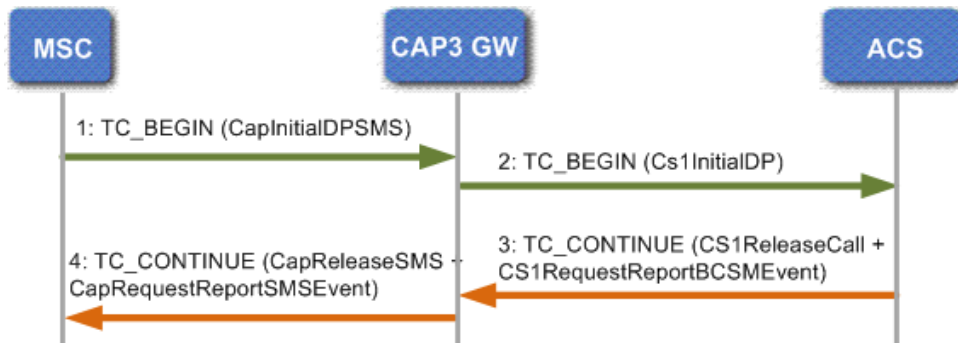 MSC
CAP3 GW
ACS
1: TC_BEGIN (CapInitialDPSMS)
2: TC_BEGIN (Cs1InitialDP)
3: TC_CONTINUE (CS1ReleaseCall +
CS1RequestReportBCSMEvent)
4: TC_CONTINUE (CapReleaseSMS +
CapRequestReportSMSEvent)